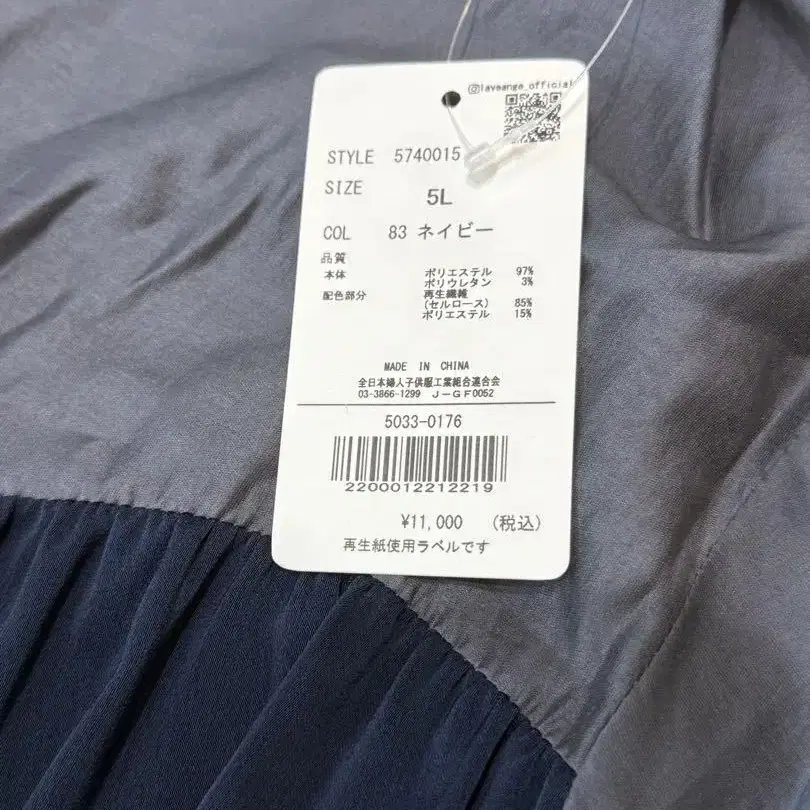 @laveange_official
STYLE 5740015
SIZE 5L
COL 83 ネイビー
品質
本体 ポリエステル 97%
ポリウレタン 3%
配色部分 再生繊維
(セルロース) 85%
ポリエステル 15%
MADE IN CHINA
全日本婦人子供服工業組合連合会
03-3866-1299 J-GF0052
5033-0176
2200012212219
¥11,000 (税込)
再生紙使用ラベルです